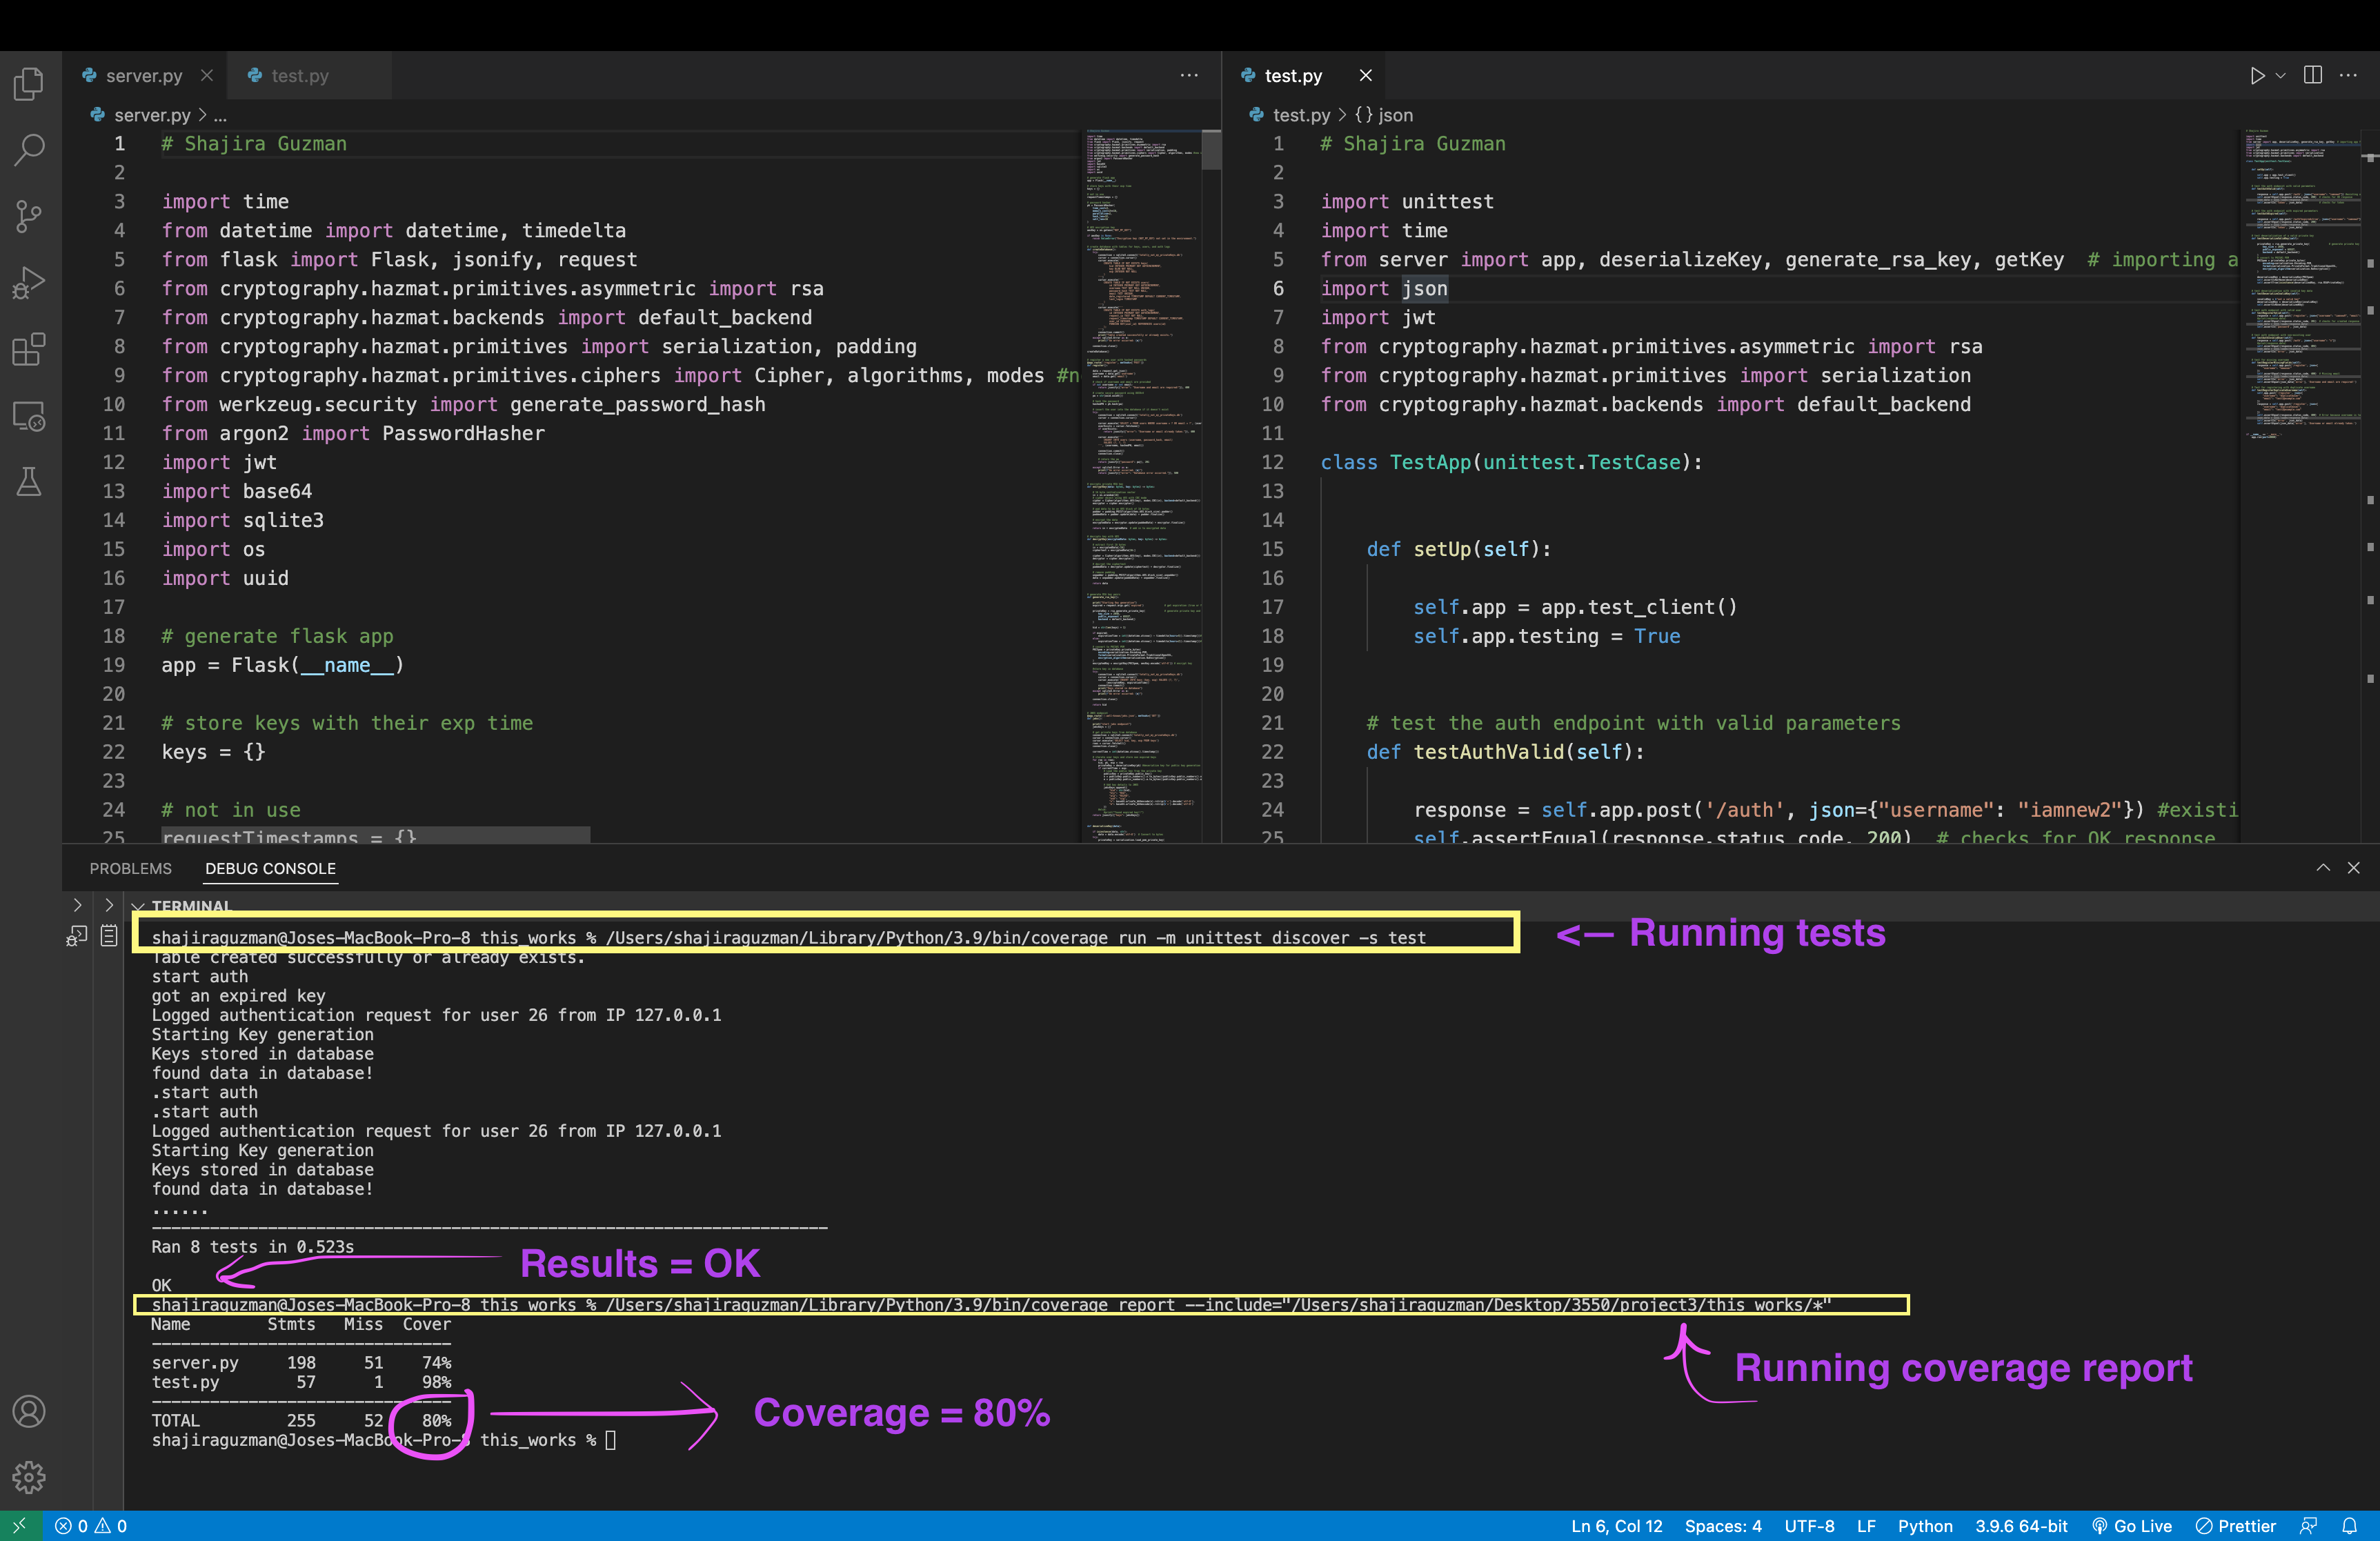 server.py
test.py
server.py > ...
1 # Shajira Guzman
2
3 import time
4 from datetime import datetime, timedelta
5 from flask import Flask, jsonify, request
6 from cryptography.hazmat.primitives.asymmetric import rsa
7 from cryptography.hazmat.backends import default_backend
8 from cryptography.hazmat.primitives import serialization, padding
9 from cryptography.hazmat.primitives.ciphers import Cipher, algorithms, modes #n
10 from werkzeug.security import generate_password_hash
11 from argon2 import PasswordHasher
12 import jwt
13 import base64
14 import sqlite3
15 import os
16 import uuid
17
18 # generate flask app
19 app = Flask(__name__)
20
21 # store keys with their exp time
22 keys = {}
23
24 # not in use
25 requestTimestamps = {}
test.py
test.py > {} json
1 # Shajira Guzman
2
3 import unittest
4 import time
5 from server import app, deserializeKey, generate_rsa_key, getKey # importing a
6 import json
7 import jwt
8 from cryptography.hazmat.primitives.asymmetric import rsa
9 from cryptography.hazmat.primitives import serialization
10 from cryptography.hazmat.backends import default_backend
11
12 class TestApp(unittest.TestCase):
13
14
15 def setUp(self):
16
17 self.app = app.test_client()
18 self.app.testing = True
19
20
21 # test the auth endpoint with valid parameters
22 def testAuthValid(self):
23
24 response = self.app.post('/auth', json={"username": "iamnew2"}) #existi
25 self.assertEqual(response.status_code, 200) # checks for OK response
PROBLEMS
DEBUG CONSOLE
TERMINAL
shajiraguzman@Joses-MacBook-Pro-8 this_works % /Users/shajiraguzman/Library/Python/3.9/bin/coverage run -m unittest discover -s test
<— Running tests
Table created successfully or already exists.
start auth
got an expired key
Logged authentication request for user 26 from IP 127.0.0.1
Starting Key generation
Keys stored in database
found data in database!
.start auth
.start auth
Logged authentication request for user 26 from IP 127.0.0.1
Starting Key generation
Keys stored in database
found data in database!
......
----------------------------------------------------------------------
Ran 8 tests in 0.523s
Results = OK
OK
shajiraguzman@Joses-MacBook-Pro-8 this_works % /Users/shajiraguzman/Library/Python/3.9/bin/coverage report --include="/Users/shajiraguzman/Desktop/3550/project3/this_works/*"
Running coverage report
Name Stmts Miss Cover
-------------------------------
server.py 198 51 74%
test.py 57 1 98%
-------------------------------
TOTAL 255 52 80%
Coverage = 80%
shajiraguzman@Joses-MacBook-Pro-8 this_works %
0 0
Ln 6, Col 12 Spaces: 4 UTF-8 LF Python 3.9.6 64-bit Go Live Prettier